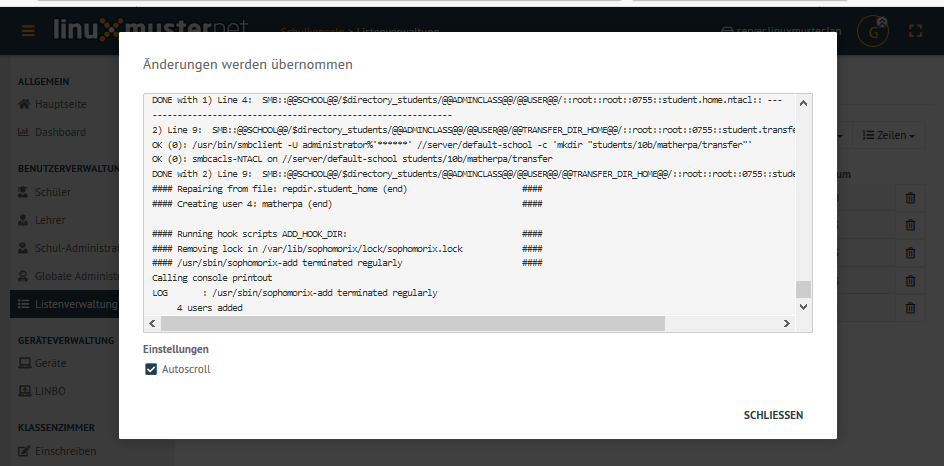 linuxmusternet
Schulkonsole > Listenverwaltung
server.linuxmuster.lan
G
ALLGEMEIN
Hauptseite
Dashboard
BENUTZERVERWALTUNG
Schüler
Lehrer
Schul-Administrat
Globale Administ
Listenverwaltung
GERÄTEVERWALTUNG
Geräte
LINBO
KLASSENZIMMER
Einschreiben
Zeilen
um
Änderungen werden übernommen
DONE with 1) Line 4:  SMB::@@SCHOOL@@/$directory_students/@@ADMINCLASS@@/@@USER@@/::root::root::0755::student.home.ntacl:: ---
------------------------------------------------------------
2) Line 9:  SMB::@@SCHOOL@@/$directory_students/@@ADMINCLASS@@/@@USER@@/@@TRANSFER_DIR_HOME@@/::root::root::0755::student.transfe
OK (0): /usr/bin/smbclient -U administrator%'******' //server/default-school -c 'mkdir "students/10b/matherpa/transfer"'
OK (0): smbcacls-NTACL on //server/default-school students/10b/matherpa/transfer
DONE with 2) Line 9:  SMB::@@SCHOOL@@/$directory_students/@@ADMINCLASS@@/@@USER@@/@@TRANSFER_DIR_HOME@@/::root::root::0755::stude
#### Repairing from file: repdir.student_home (end) ####
#### Creating user 4: matherpa (end) ####
#### Running hook scripts ADD_HOOK_DIR: ####
#### Removing lock in /var/lib/sophomorix/lock/sophomorix.lock ####
#### /usr/sbin/sophomorix-add terminated regularly ####
Calling console printout
LOG : /usr/sbin/sophomorix-add terminated regularly
4 users added
Einstellungen
Autoscroll
SCHLIESSEN